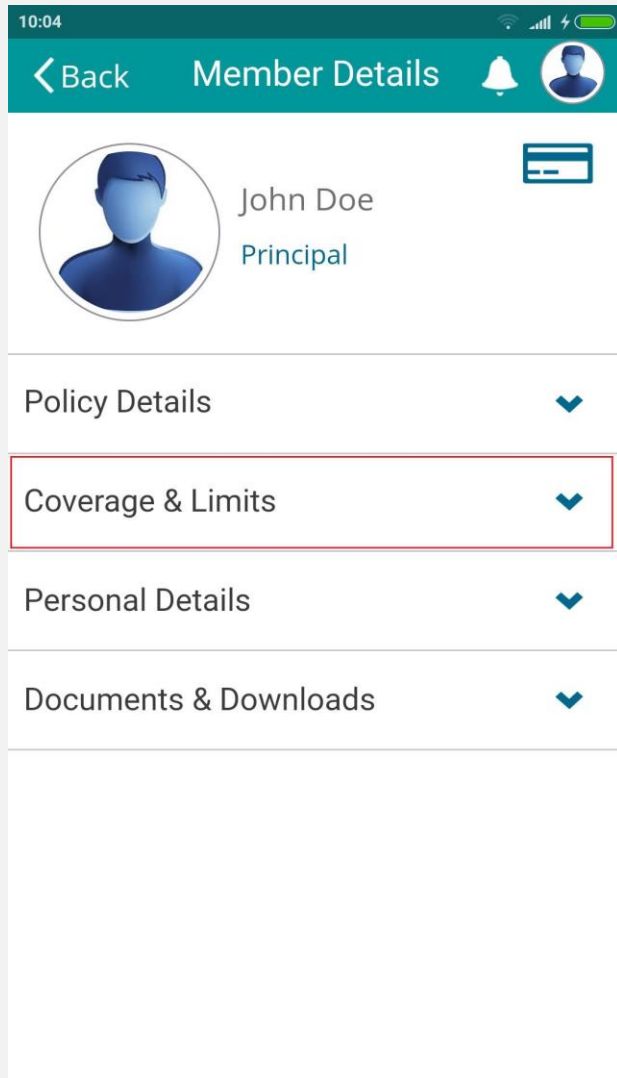 10:04
Back Member Details
John Doe
Principal
Policy Details
Coverage & Limits
Personal Details
Documents & Downloads